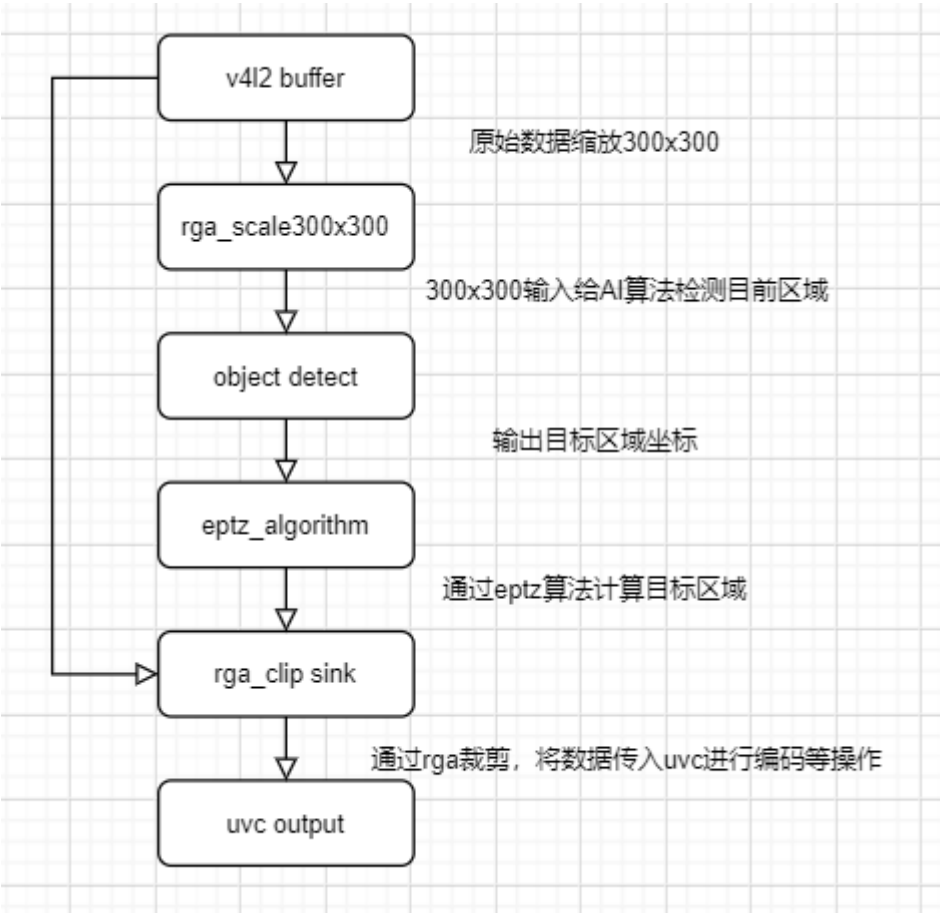 v4l2 buffer
原始数据缩放300x300
rga_scale300x300
300x300输入给AI算法检测目前区域
object detect
输出目标区域坐标
eptz_algorithm
通过eptz算法计算目标区域
rga_clip sink
通过rga裁剪，将数据传入uvc进行编码等操作
uvc output